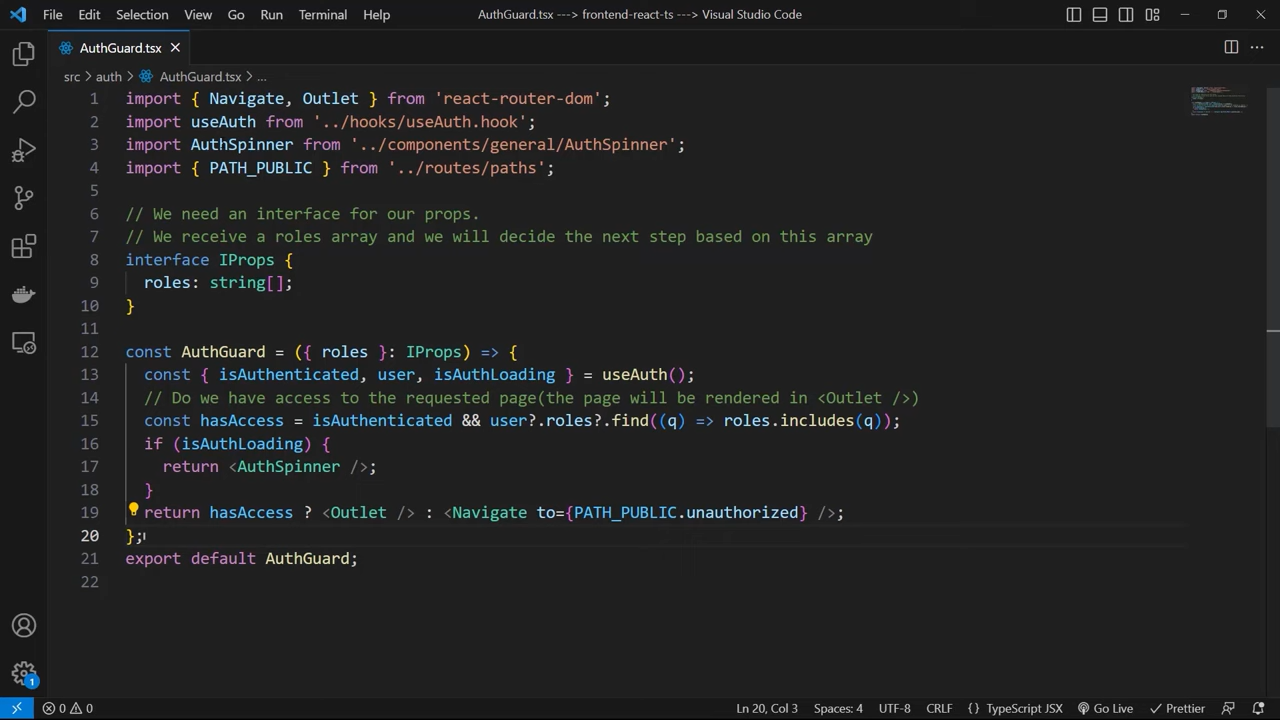 File Edit Selection View Go Run Terminal Help AuthGuard.tsx ---> frontend-react-ts ---> Visual Studio Code
AuthGuard.tsx
src > auth > AuthGuard.tsx > ...
1 import { Navigate, Outlet } from 'react-router-dom';
2 import useAuth from '../hooks/useAuth.hook';
3 import AuthSpinner from '../components/general/AuthSpinner';
4 import { PATH_PUBLIC } from '../routes/paths';
5
6 // We need an interface for our props.
7 // We receive a roles array and we will decide the next step based on this array
8 interface IProps {
9 roles: string[];
10 }
11
12 const AuthGuard = ({ roles }: IProps) => {
13 const { isAuthenticated, user, isAuthLoading } = useAuth();
14 // Do we have access to the requested page(the page will be rendered in <Outlet />)
15 const hasAccess = isAuthenticated && user?.roles?.find((q) => roles.includes(q));
16 if (isAuthLoading) {
17 return <AuthSpinner />;
18 }
19 return hasAccess ? <Outlet /> : <Navigate to={PATH_PUBLIC.unauthorized} />;
20 };
21 export default AuthGuard;
22
1
0 0 Ln 20, Col 3 Spaces: 4 UTF-8 CRLF { } TypeScript JSX Go Live Prettier